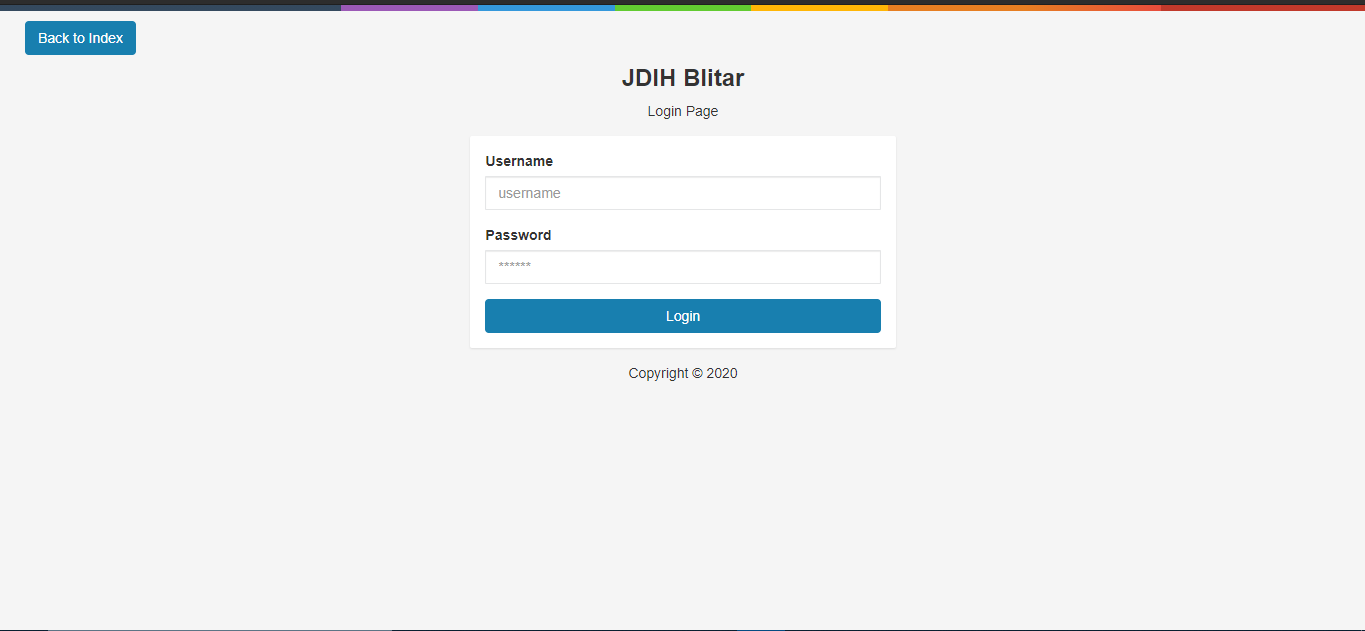 Back to Index
JDIH Blitar
Login Page
Username
username
Password
******
Login
Copyright © 2020